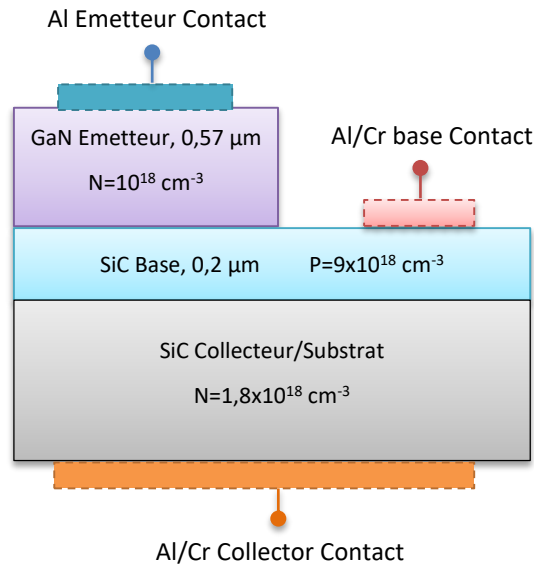 Al Emetteur Contact
GaN Emetteur, 0,57 µm
N=10¹⁸ cm⁻³
Al/Cr base Contact
SiC Base, 0,2 µm P=9x10¹⁸ cm⁻³
SiC Collecteur/Substrat
N=1,8x10¹⁸ cm⁻³
Al/Cr Collector Contact